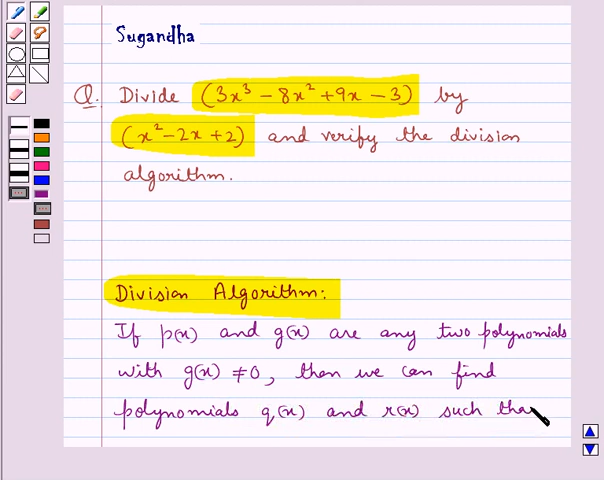 Sugandha
Q. Divide (3x³ - 8x² + 9x - 3) by
(x² - 2x + 2) and verify the division
algorithm.
Division Algorithm:
If p(x) and g(x) are any two polynomials
with g(x) ≠ 0, then we can find
polynomials q(x) and r(x) such tha